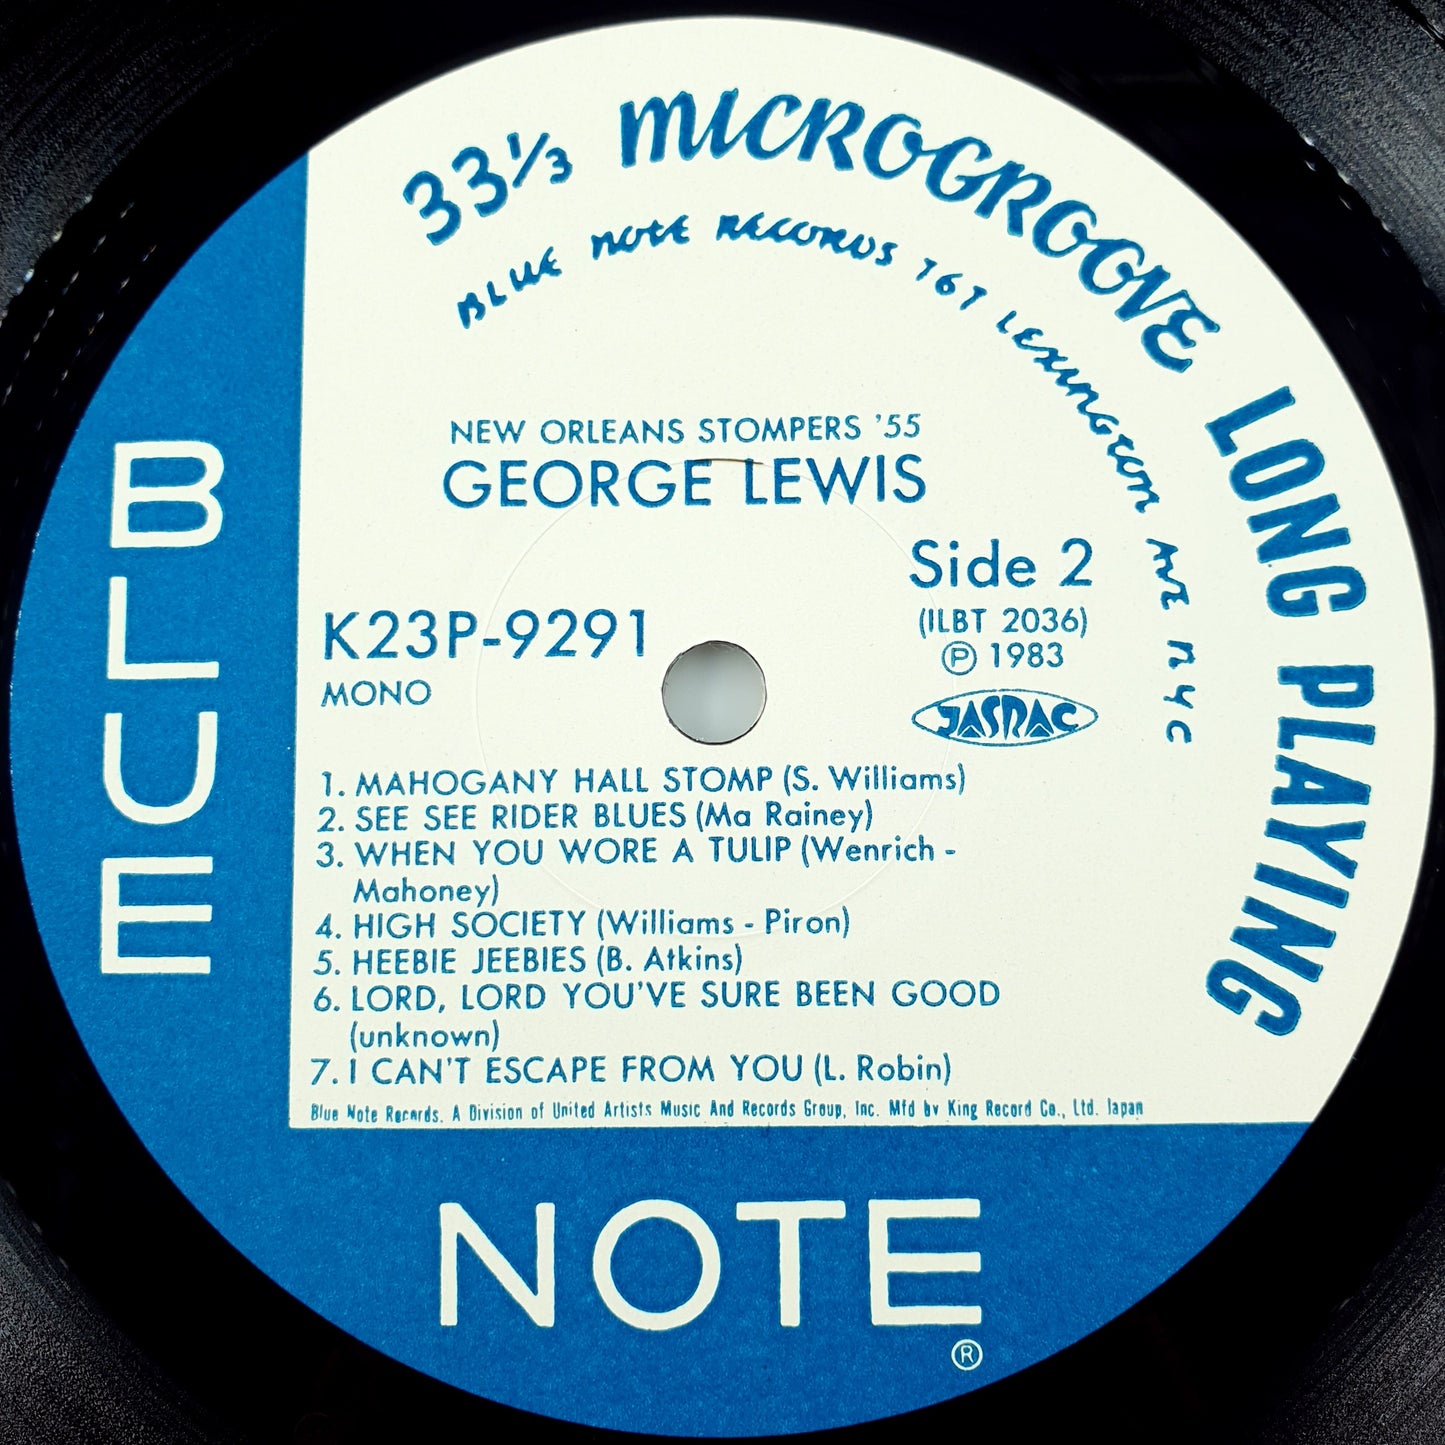 33⅓ MICROGROOVE LONG PLAYING
BLUE NOTE RECORDS 767 LEXINGTON AVE NYC
NEW ORLEANS STOMPERS '55
GEORGE LEWIS
Side 2
K23P-9291
(1LBT 2036)
MONO
Ⓟ 1983
JASRAC
1. MAHOGANY HALL STOMP (S. Williams)
2. SEE SEE RIDER BLUES (Ma Rainey)
3. WHEN YOU WORE A TULIP (Wenrich -
Mahoney)
4. HIGH SOCIETY (Williams - Piron)
5. HEEBIE JEEBIES (B. Atkins)
6. LORD, LORD YOU'VE SURE BEEN GOOD
(unknown)
7. I CAN'T ESCAPE FROM YOU (L. Robin)
Blue Note Records. A Division of United Artists Music And Records Group, Inc. Mfd by King Record Co., Ltd. Japan
BLUE
NOTE
®